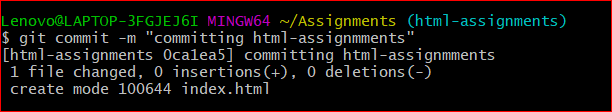 Lenovo@LAPTOP-3FGJEJ6I MINGW64 ~/Assignments (html-assignments)
$ git commit -m "committing html-assignmments"
[html-assignments 0ca1ea5] committing html-assignmments
 1 file changed, 0 insertions(+), 0 deletions(-)
 create mode 100644 index.html